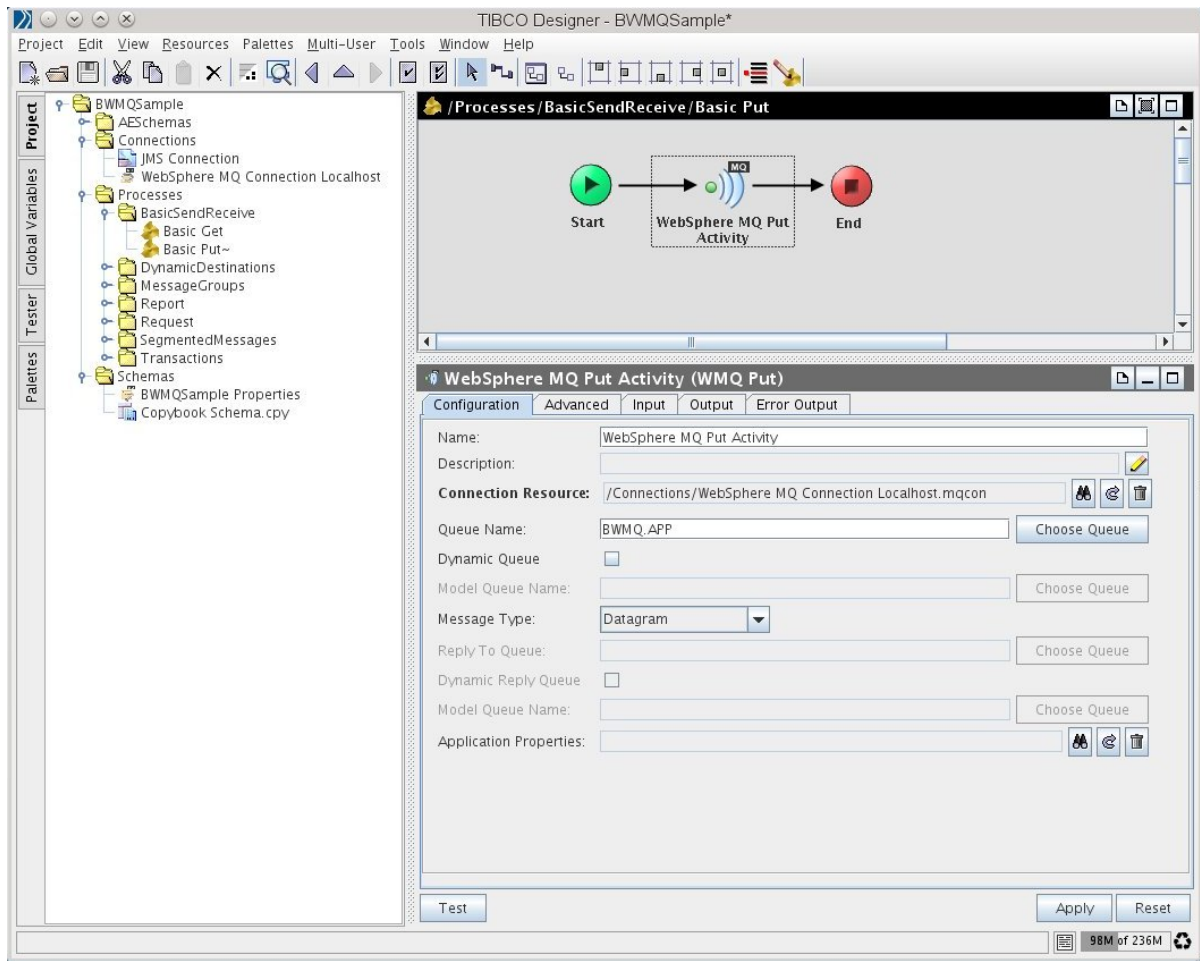 TIBCO Designer - BWMQSample*
Project Edit View Resources Palettes Multi-User Tools Window Help
Project
Global Variables
Tester
Palettes
BWMQSample
AESchemas
Connections
JMS Connection
WebSphere MQ Connection Localhost
Processes
BasicSendReceive
Basic Get
Basic Put~
DynamicDestinations
MessageGroups
Report
Request
SegmentedMessages
Transactions
Schemas
BWMQSample Properties
Copybook Schema.cpy
/Processes/BasicSendReceive/Basic Put
MQ
Start
WebSphere MQ Put
Activity
End
WebSphere MQ Put Activity (WMQ Put)
Configuration Advanced Input Output Error Output
Name: WebSphere MQ Put Activity
Description:
Connection Resource: /Connections/WebSphere MQ Connection Localhost.mqcon
Queue Name: BWMQ.APP Choose Queue
Dynamic Queue
Model Queue Name: Choose Queue
Message Type: Datagram
Reply To Queue: Choose Queue
Dynamic Reply Queue
Model Queue Name: Choose Queue
Application Properties:
Test Apply Reset
98M of 236M